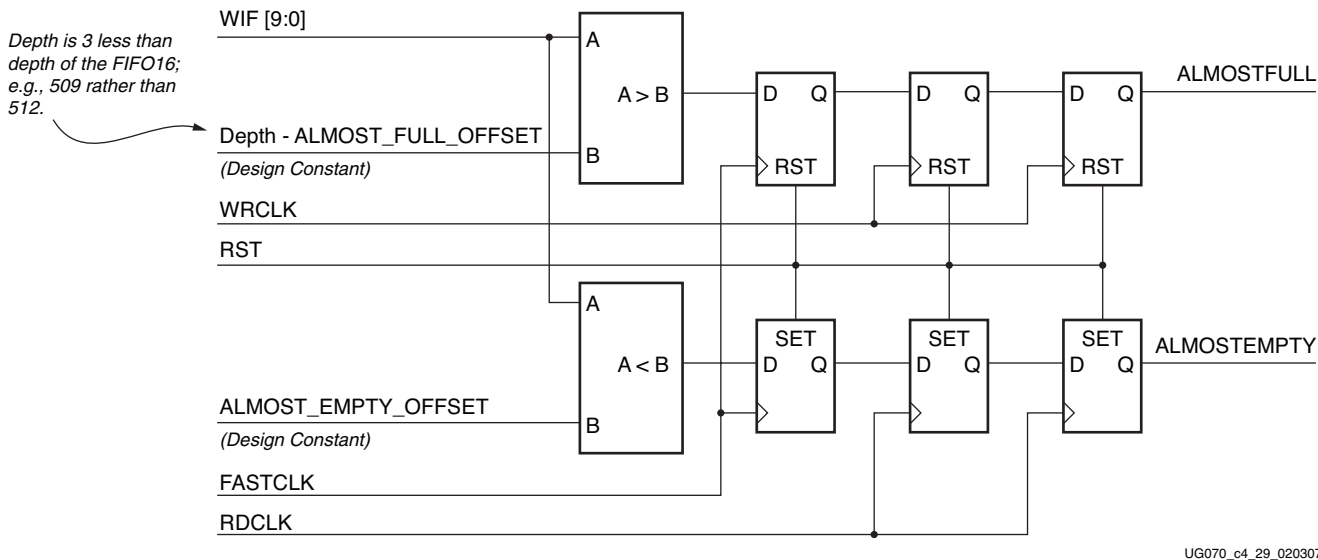 WIF [9:0]
Depth is 3 less than
depth of the FIFO16;
e.g., 509 rather than
512.
A
A > B
B
Depth - ALMOST_FULL_OFFSET
(Design Constant)
D Q
RST
D Q
RST
D Q
RST
ALMOSTFULL
WRCLK
RST
A
A < B
B
SET
D Q
SET
D Q
SET
D Q
ALMOSTEMPTY
ALMOST_EMPTY_OFFSET
(Design Constant)
FASTCLK
RDCLK
UG070_c4_29_020307